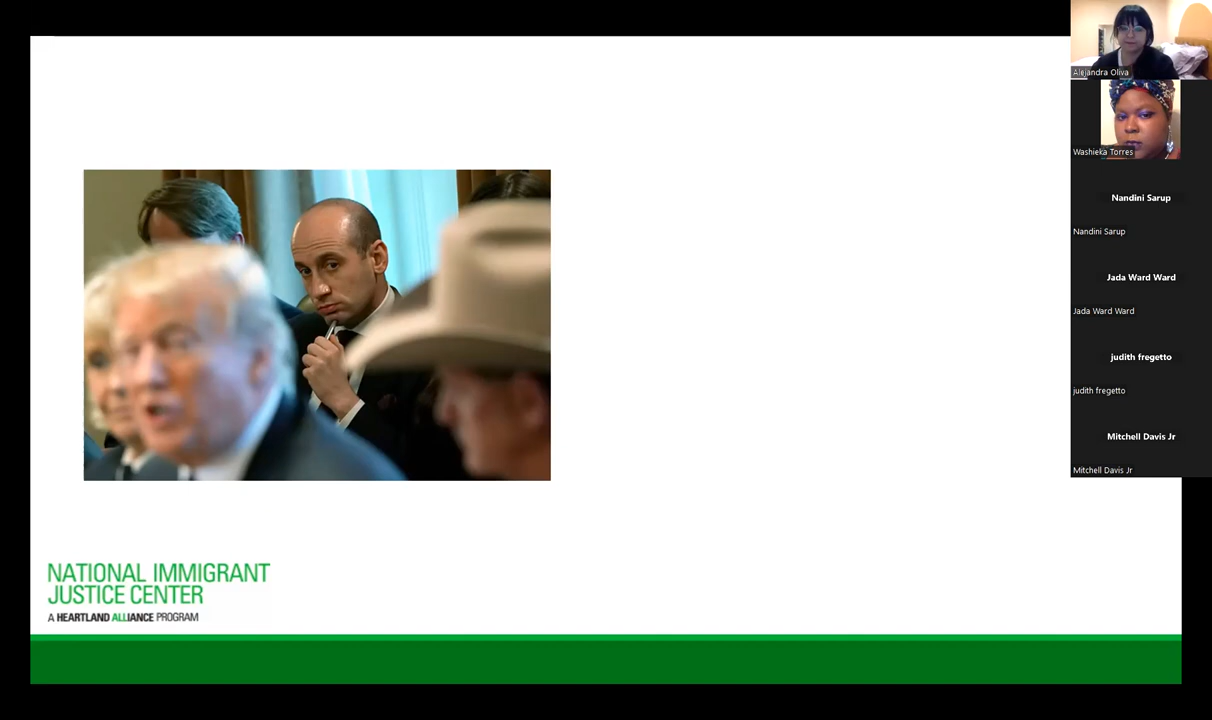 Alejandra Oliva
Washieka Torres
Nandini Sarup
Nandini Sarup
Jada Ward Ward
Jada Ward Ward
judith fregetto
judith fregetto
Mitchell Davis Jr
Mitchell Davis Jr
NATIONAL IMMIGRANT
JUSTICE CENTER
A HEARTLAND ALLIANCE PROGRAM